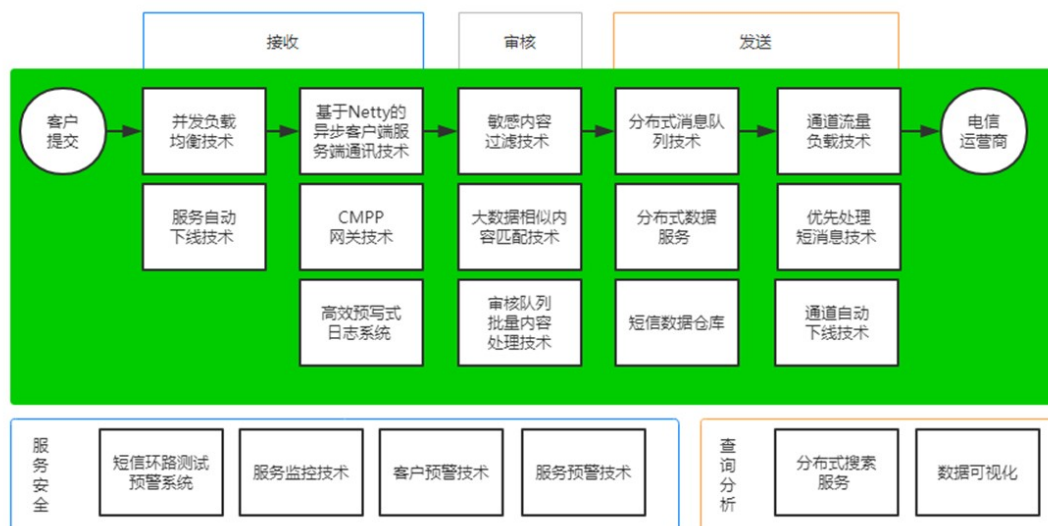 接收
审核
发送
客户
提交
并发负载
均衡技术
基于Netty的
异步客户端服
务端通讯技术
敏感内容
过滤技术
分布式消息队
列技术
通道流量
负载技术
电信
运营商
服务自动
下线技术
CMPP
网关技术
大数据相似内
容匹配技术
分布式数据
服务
优先处理
短消息技术
高效预写式
日志系统
审核队列
批量内容
处理技术
短信数据仓库
通道自动
下线技术
服务安全
短信环路测试
预警系统
服务监控技术
客户预警技术
服务预警技术
查询分析
分布式搜索
服务
数据可视化